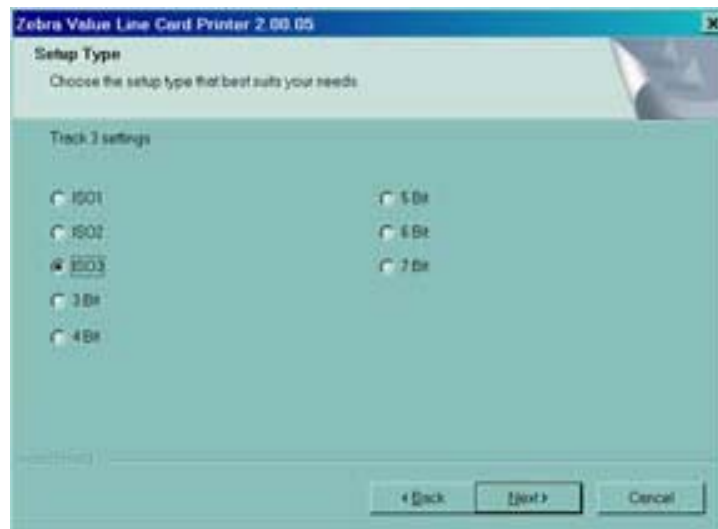 Zebra Value Line Card Printer 2.00.05
Setup Type
Choose the setup type that best suits your needs
Track 3 settings
ISO1
ISO2
ISO3
3 Bit
4 Bit
5 Bit
6 Bit
7 Bit
< Back
Next >
Cancel